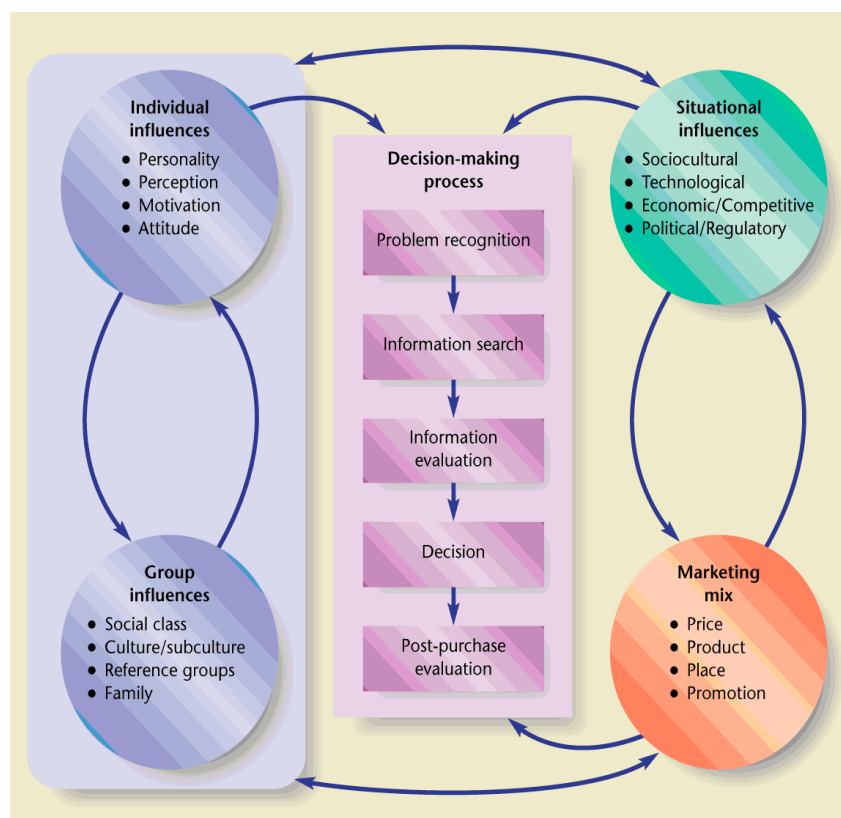 Individual
influences
• Personality
• Perception
• Motivation
• Attitude
Decision-making
process
Problem recognition
Information search
Information
evaluation
Decision
Post-purchase
evaluation
Situational
influences
• Sociocultural
• Technological
• Economic/Competitive
• Political/Regulatory
Group
influences
• Social class
• Culture/subculture
• Reference groups
• Family
Marketing
mix
• Price
• Product
• Place
• Promotion